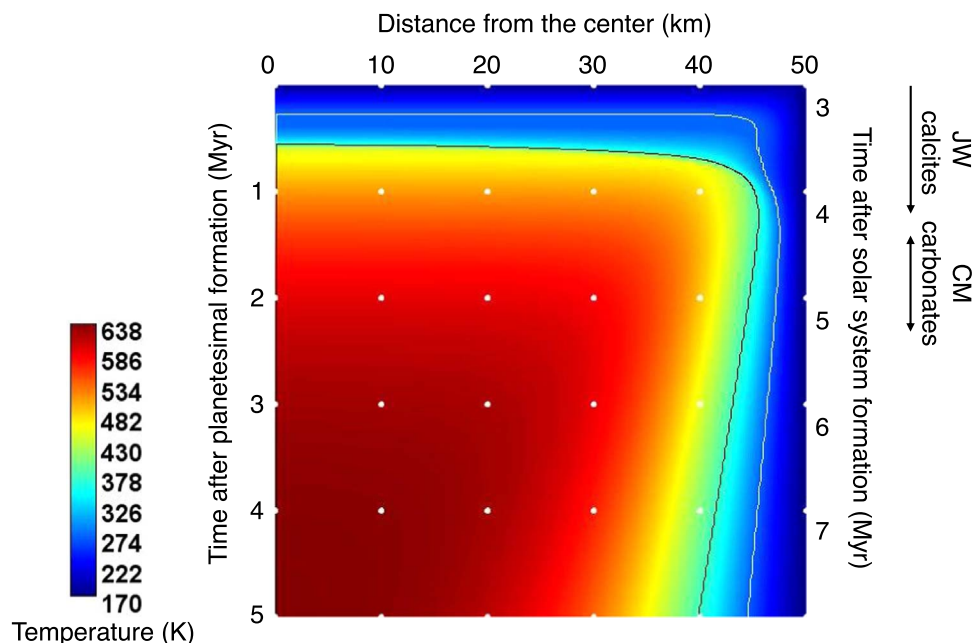 Distance from the center (km)
0 10 20 30 40 50
Time after planetesimal formation (Myr)
1
2
3
4
5
3
4
5
6
7
Time after solar system formation (Myr)
JW
calcites
CM
carbonates
638
586
534
482
430
378
326
274
222
170
Temperature (K)